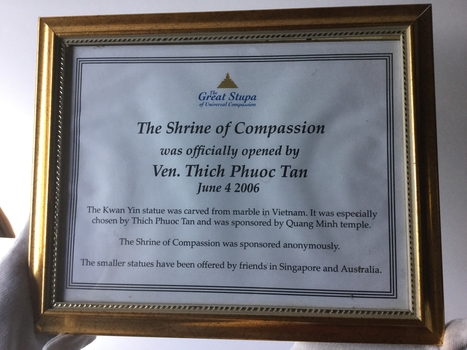 The
Great Stupa
of Universal Compassion
The Shrine of Compassion
was officially opened by
Ven. Thich Phuoc Tan
June 4 2006
The Kwan Yin statue was carved from marble in Vietnam. It was especially
chosen by Thich Phuoc Tan and was sponsored by Quang Minh temple.
The Shrine of Compassion was sponsored anonymously.
The smaller statues have been offered by friends in Singapore and Australia.